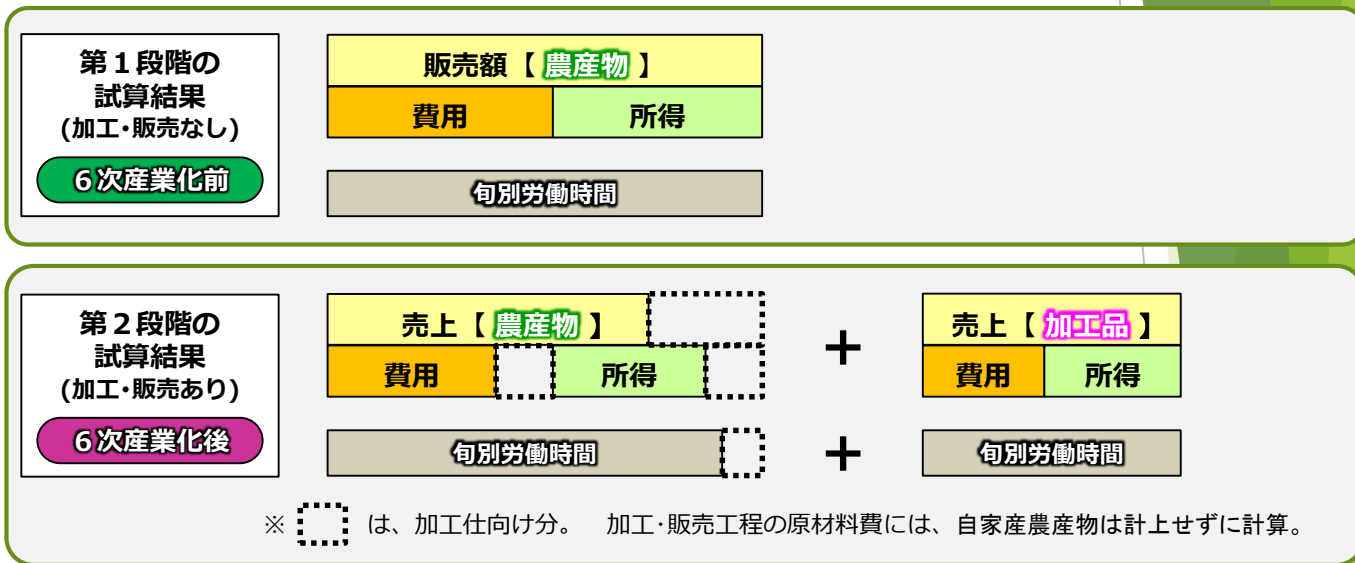 第１段階の
試算結果
(加工･販売なし)
６次産業化前
販売額【 農産物 】
費用 所得
旬別労働時間
第２段階の
試算結果
(加工･販売あり)
６次産業化後
売上【 農産物 】 ＋ 売上【 加工品 】
費用 所得 費用 所得
旬別労働時間 ＋ 旬別労働時間
※ は、加工仕向け分。 加工･販売工程の原材料費には、自家産農産物は計上せずに計算。